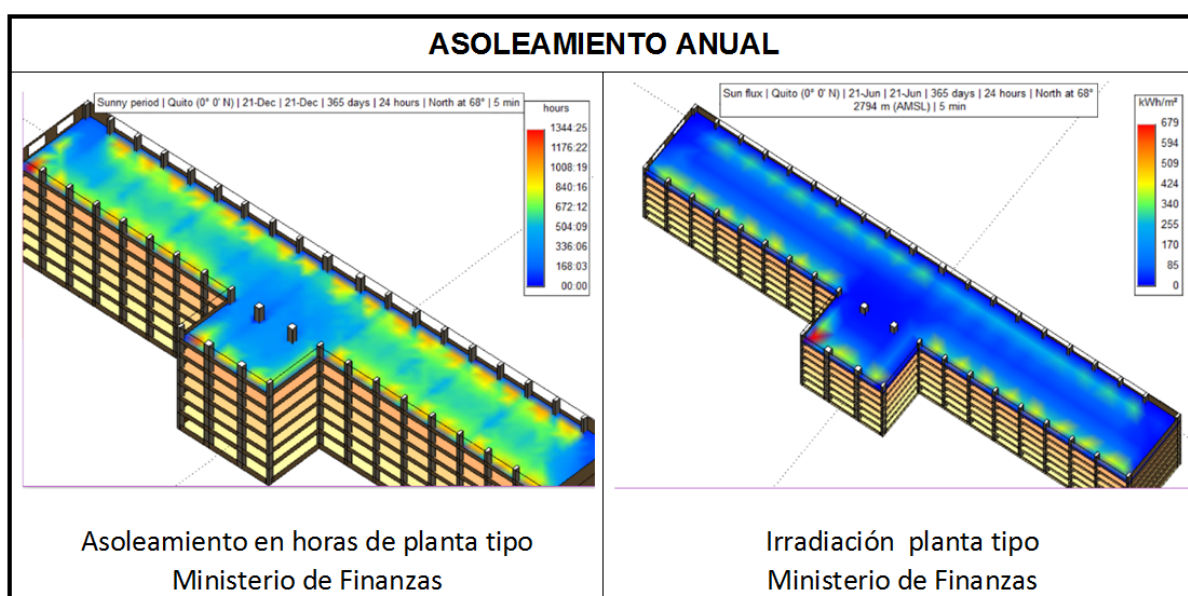 ASOLEAMIENTO ANUAL
Sunny period | Quito (0° 0' N) | 21-Dec | 21-Dec | 365 days | 24 hours | North at 68° | 5 min
hours
1344:25
1176:22
1008:19
840:16
672:12
504:09
336:06
168:03
00:00
Sun flux | Quito (0° 0' N) | 21-Jun | 21-Jun | 365 days | 24 hours | North at 68°
2794 m (AMSL) | 5 min
kWh/m²
679
594
509
424
340
255
170
85
0
Asoleamiento en horas de planta tipo
Ministerio de Finanzas
Irradiación planta tipo
Ministerio de Finanzas